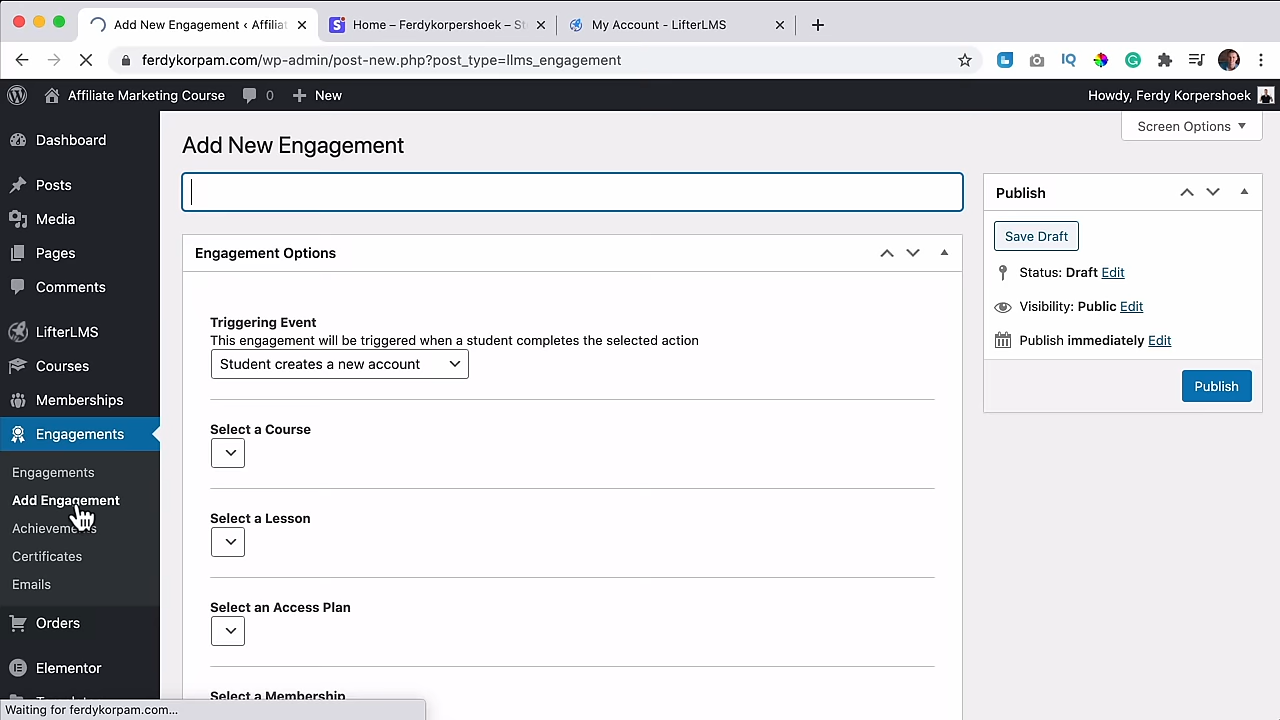 Add New Engagement ‹ Affiliat
Home – Ferdykorpershoek – St
My Account - LifterLMS
ferdykorpam.com/wp-admin/post-new.php?post_type=llms_engagement
Affiliate Marketing Course
0
New
Howdy, Ferdy Korpershoek
Screen Options
Dashboard
Posts
Media
Pages
Comments
LifterLMS
Courses
Memberships
Engagements
Engagements
Add Engagement
Achievements
Certificates
Emails
Orders
Elementor
Add New Engagement
Engagement Options
Triggering Event
This engagement will be triggered when a student completes the selected action
Student creates a new account
Select a Course
Select a Lesson
Select an Access Plan
Select a Membership
Publish
Save Draft
Status: Draft Edit
Visibility: Public Edit
Publish immediately Edit
Publish
Waiting for ferdykorpam.com...